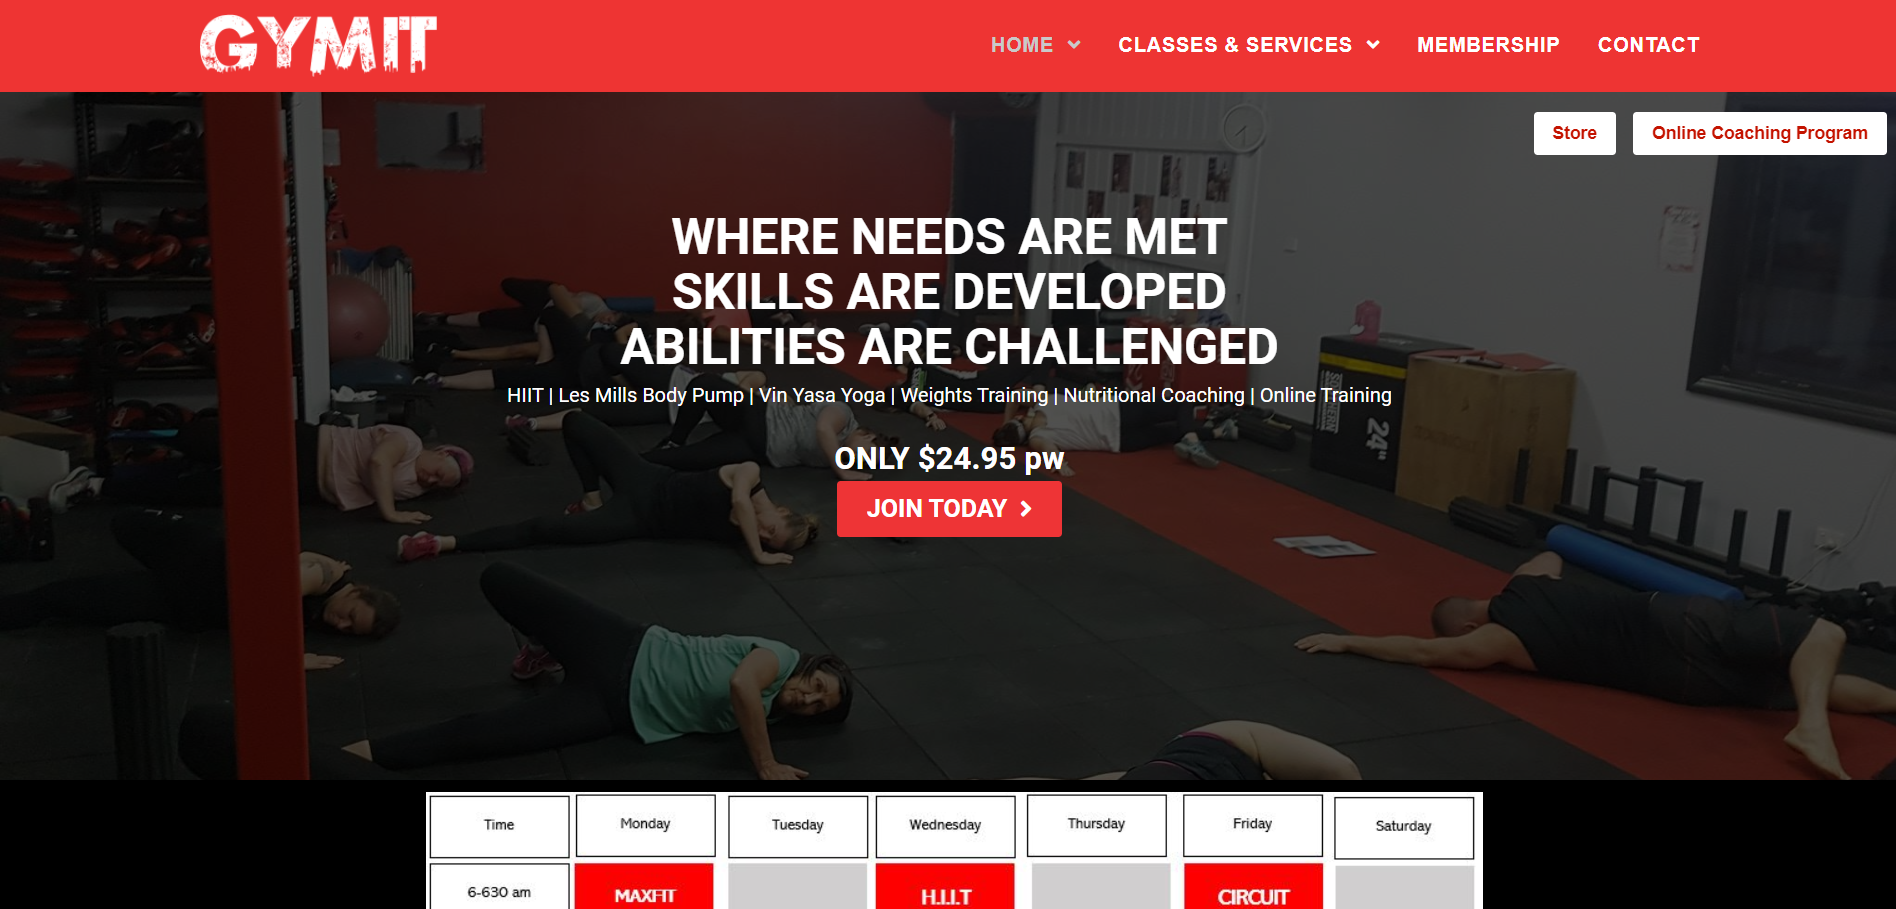 GYMIT
HOME CLASSES & SERVICES MEMBERSHIP CONTACT
Store Online Coaching Program
WHERE NEEDS ARE MET
SKILLS ARE DEVELOPED
ABILITIES ARE CHALLENGED
HIIT | Les Mills Body Pump | Vin Yasa Yoga | Weights Training | Nutritional Coaching | Online Training
ONLY $24.95 pw
JOIN TODAY
24
Time Monday Tuesday Wednesday Thursday Friday Saturday
6-630 am MAXFIT H.I.I.T CIRCUIT